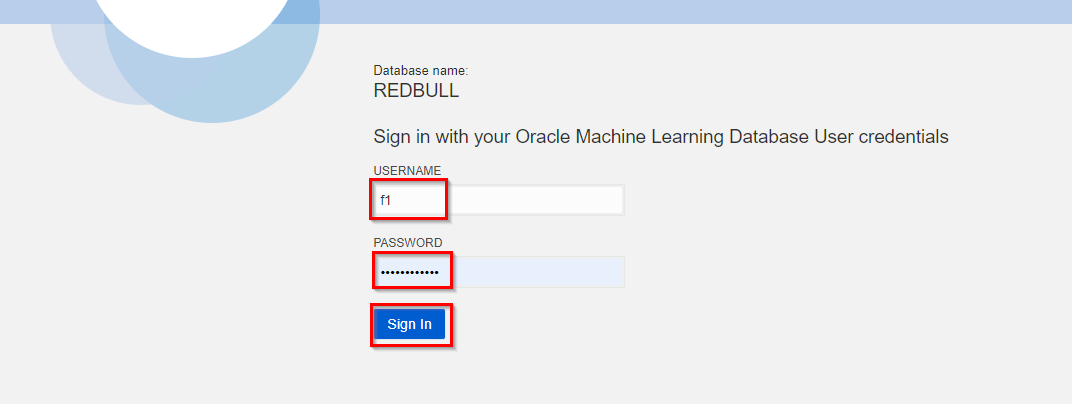 Database name:
REDBULL
Sign in with your Oracle Machine Learning Database User credentials
USERNAME
f1
PASSWORD
••••••••••••
Sign In